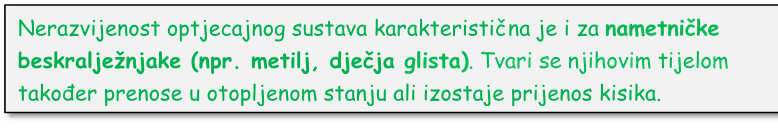 Nerazvijenost optjecajnog sustava karakteristična je i za nametničke
beskralježnjake (npr. metilj, dječja glista). Tvari se njihovim tijelom
također prenose u otopljenom stanju ali izostaje prijenos kisika.